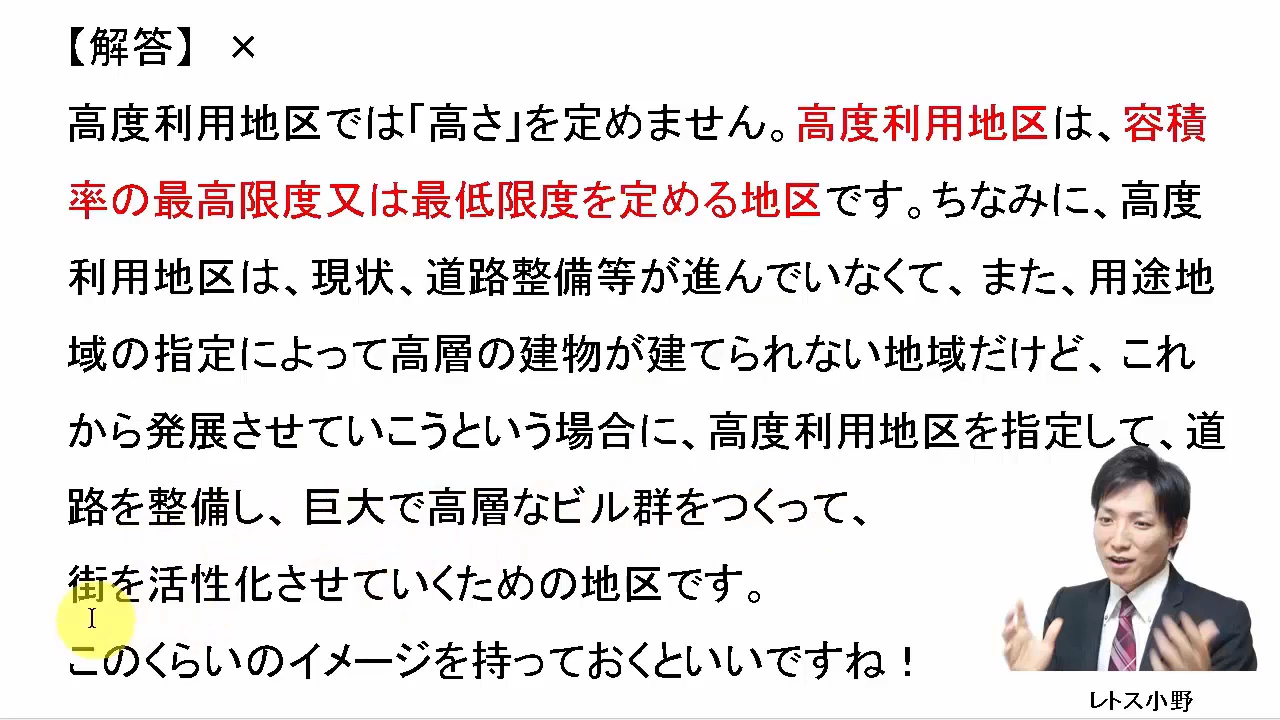 【解答】 ×
高度利用地区では「高さ」を定めません。高度利用地区は、容積
率の最高限度又は最低限度を定める地区です。ちなみに、高度
利用地区は、現状、道路整備等が進んでいなくて、また、用途地
域の指定によって高層の建物が建てられない地域だけど、これ
から発展させていこうという場合に、高度利用地区を指定して、道
路を整備し、巨大で高層なビル群をつくって、
街を活性化させていくための地区です。
このくらいのイメージを持っておくといいですね！
レトス小野